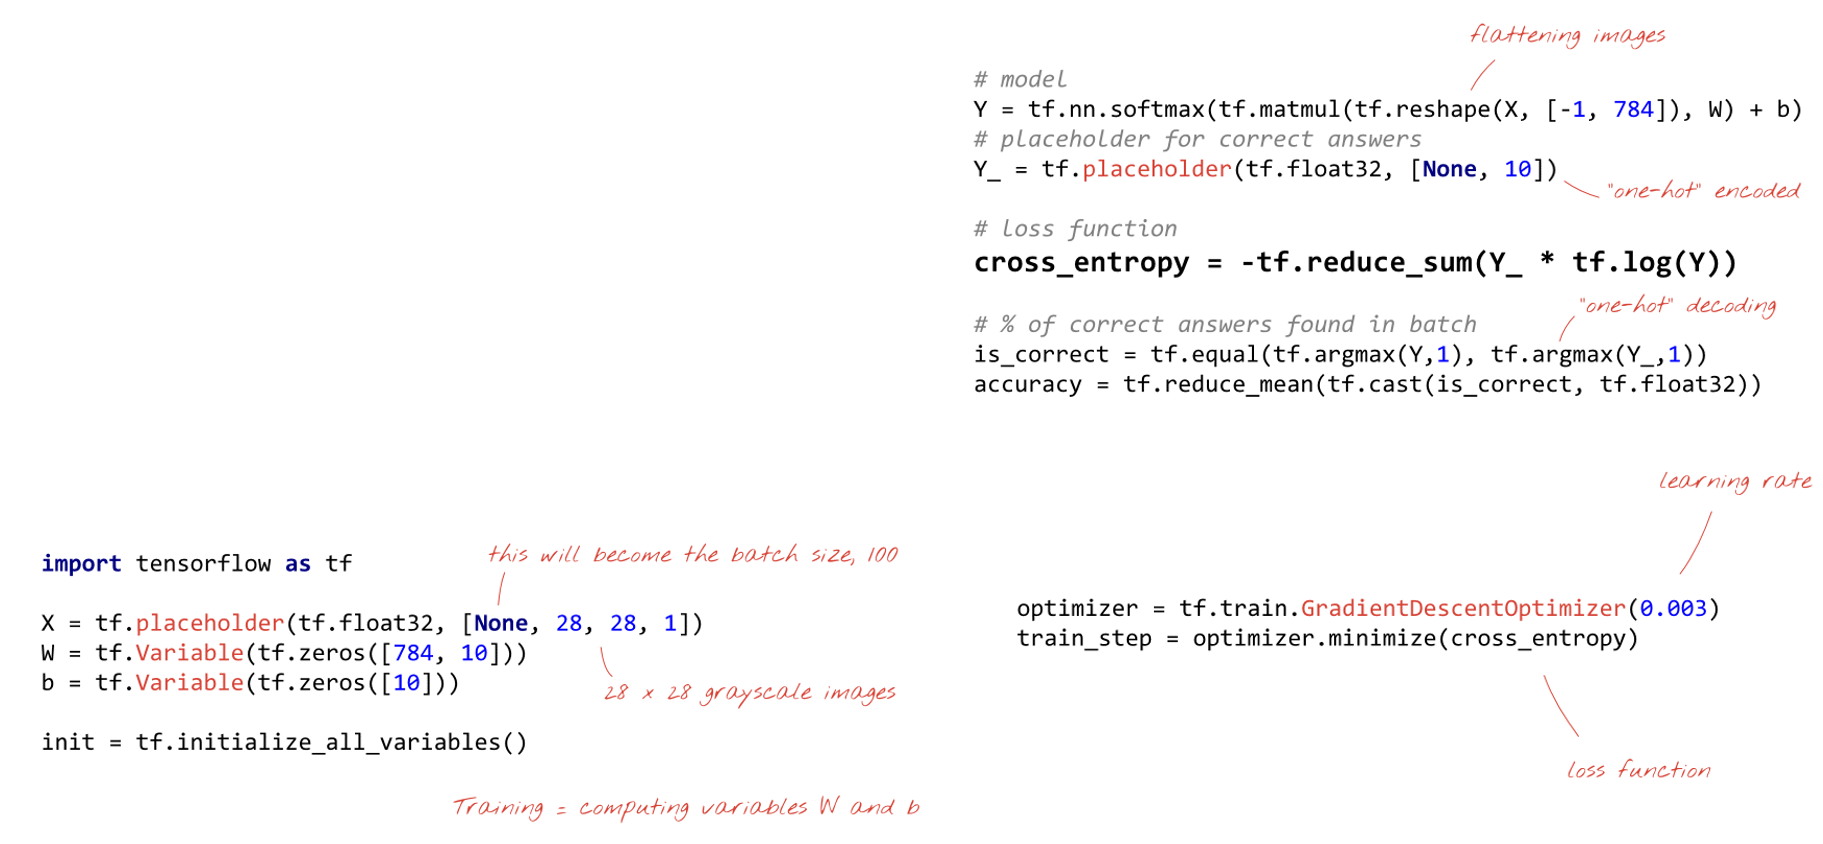 flattening images
# model
Y = tf.nn.softmax(tf.matmul(tf.reshape(X, [-1, 784]), W) + b)
# placeholder for correct answers
Y_ = tf.placeholder(tf.float32, [None, 10])
"one-hot" encoded
# loss function
cross_entropy = -tf.reduce_sum(Y_ * tf.log(Y))
"one-hot" decoding
# % of correct answers found in batch
is_correct = tf.equal(tf.argmax(Y,1), tf.argmax(Y_,1))
accuracy = tf.reduce_mean(tf.cast(is_correct, tf.float32))
this will become the batch size, 100
import tensorflow as tf
X = tf.placeholder(tf.float32, [None, 28, 28, 1])
W = tf.Variable(tf.zeros([784, 10]))
b = tf.Variable(tf.zeros([10]))
28 x 28 grayscale images
init = tf.initialize_all_variables()
Training = computing variables W and b
learning rate
optimizer = tf.train.GradientDescentOptimizer(0.003)
train_step = optimizer.minimize(cross_entropy)
loss function